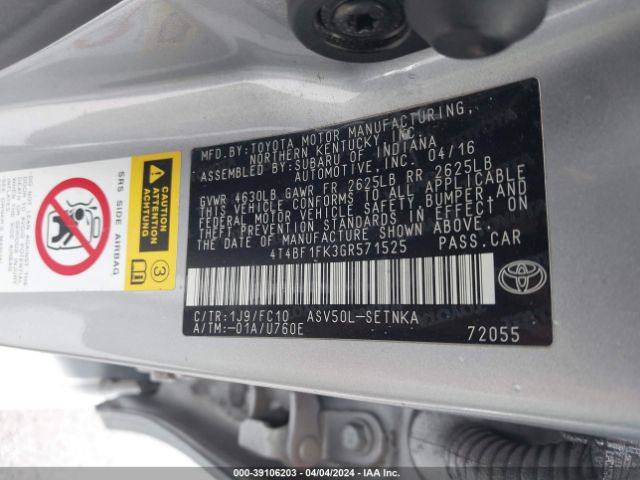 MFD.BY:TOYOTA MOTOR MANUFACTURING,
NORTHERN KENTUCKY,INC.
ASSEMBLED BY:SUBARU OF INDIANA
AUTOMOTIVE, INC. 04/16
GVWR 4630LB GAWR FR 2625LB RR 2625LB
THIS VEHICLE CONFORMS TO ALL APPLICABLE
FEDERAL MOTOR VEHICLE SAFETY,BUMPER,AND
THEFT PREVENTION STANDARDS IN EFFECT ON
THE DATE OF MANUFACTURE SHOWN ABOVE.
4T4BF1FK3GR571525 PASS.CAR
C/TR:1J9/FC10 ASV50L-SETNKA
A/TM:-01A/U760E 72055
TOYOTA
SRS SIDE AIRBAG
CAUTION
ACHTUNG
ATTENTION
3
000-39106203 - 04/04/2024 - IAA Inc.